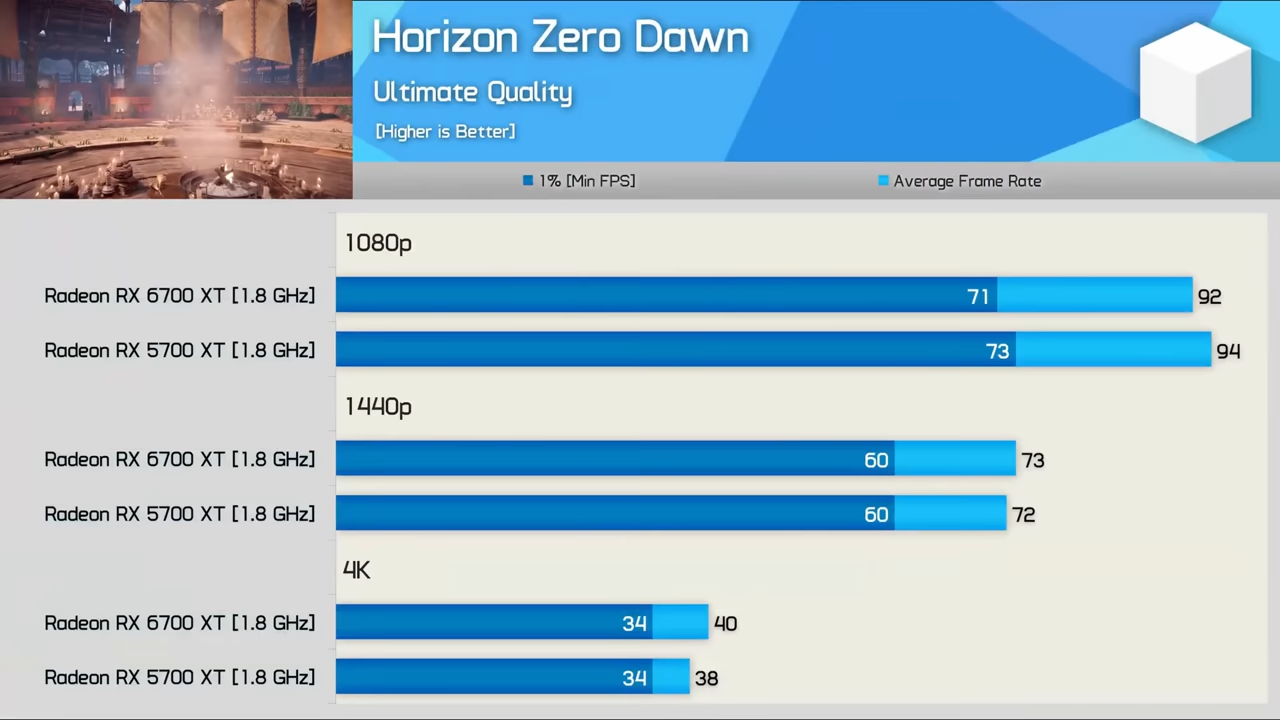 Horizon Zero Dawn
Ultimate Quality
[Higher is Better]
1% [Min FPS]
Average Frame Rate
1080p
Radeon RX 6700 XT [1.8 GHz] 71 92
Radeon RX 5700 XT [1.8 GHz] 73 94
1440p
Radeon RX 6700 XT [1.8 GHz] 60 73
Radeon RX 5700 XT [1.8 GHz] 60 72
4K
Radeon RX 6700 XT [1.8 GHz] 34 40
Radeon RX 5700 XT [1.8 GHz] 34 38